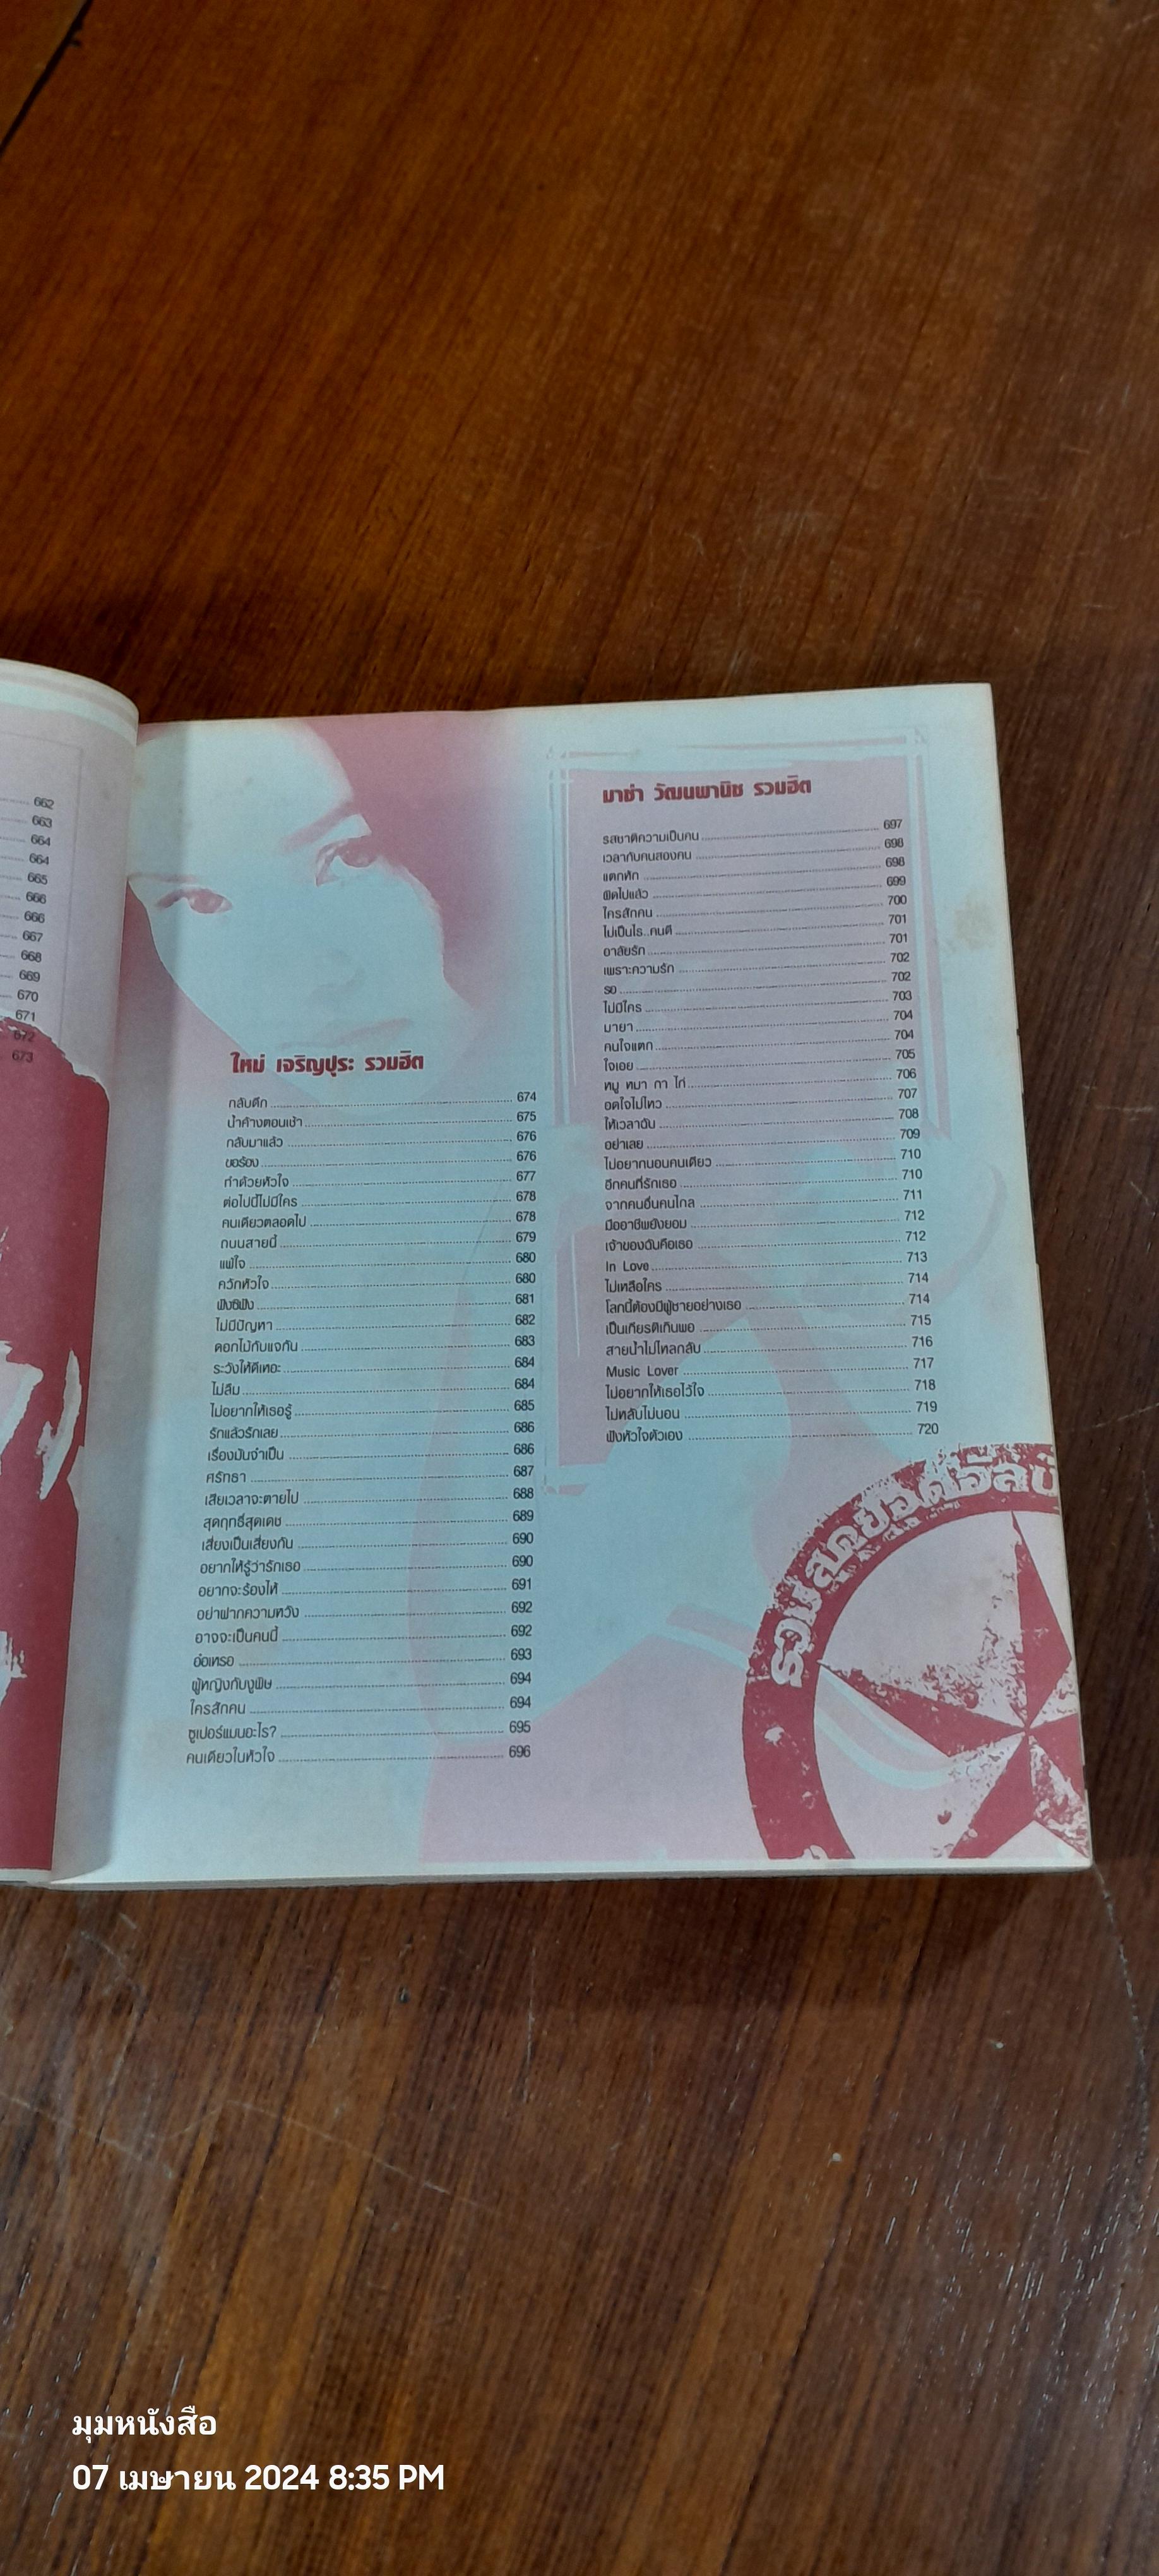 662
663
664
664
665
666
666
667
668
669
670
671
672
673
ใหม่ เจริญปุระ รวมฮิต
กลับดึก 674
น้ำค้างตอนเช้า 675
กลับมาแล้ว 676
ขอร้อง 676
ทำด้วยหัวใจ 677
ต่อไปนี้ไม่มีใคร 678
คนเดียวตลอดไป 678
ถนนสายนี้ 679
แพ้ใจ 680
ควักหัวใจ 680
ฟังซิฟัง 681
ไม่มีปัญหา 682
ดอกไม้กับแจกัน 683
ระวังให้ดีเหอะ 684
ไม่ลืม 684
ไม่อยากให้เธอรู้ 685
รักแล้วรักเลย 686
เรื่องมันจำเป็น 686
ศรัทธา 687
เสียเวลาจะตายไป 688
สุดฤทธิ์สุดเดช 689
เสี่ยงเป็นเสี่ยงกัน 690
อยากให้รู้ว่ารักเธอ 690
อยากจะร้องไห้ 691
อย่าฝากความหวัง 692
อาจจะเป็นคนนี้ 692
อ๋อเหรอ 693
ผู้หญิงกับงูพิษ 694
ใครสักคน 694
ซูเปอร์แมนอะไร? 695
คนเดียวในหัวใจ 696
มาช่า วัฒนพานิช รวมฮิต
รสชาติความเป็นคน 697
เวลากับคนสองคน 698
แตกหัก 698
ผิดไปแล้ว 699
ใครสักคน 700
ไม่เป็นไร..คนดี 701
อาลัยรัก 701
เพราะความรัก 702
รอ 702
ไม่มีใคร 703
มายา 704
คนใจแตก 704
ใจเอย 705
หมู หมา กา ไก่ 706
อดใจไม่ไหว 707
ให้เวลาฉัน 708
อย่าเลย 709
ไม่อยากนอนคนเดียว 710
อีกคนที่รักเธอ 710
จากคนอื่นคนไกล 711
มืออาชีพยังยอม 712
เจ้าของฉันคือเธอ 712
In Love 713
ไม่เหลือใคร 714
โลกนี้ต้องมีผู้ชายอย่างเธอ 714
เป็นเกียรติเกินพอ 715
สายน้ำไม่ไหลกลับ 716
Music Lover 717
ไม่อยากให้เธอไว้ใจ 718
ไม่หลับไม่นอน 719
ฟังหัวใจตัวเอง 720
รวมสุดยอดอัลบั
มุมหนังสือ
07 เมษายน 2024 8:35 PM